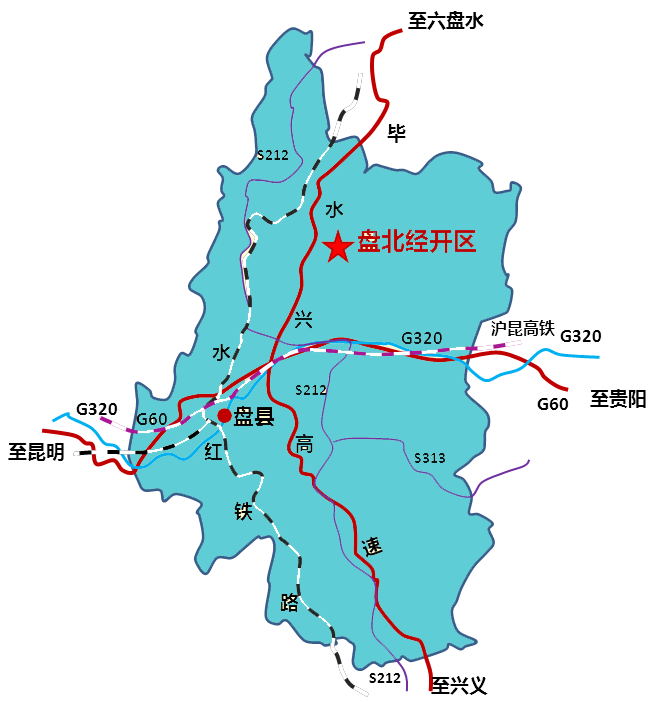 至六盘水
毕
S212
水
盘北经开区
兴
沪昆高铁
G320
G320
水
S212
G60
至贵阳
G320
G60
盘县
至昆明
红
高
S313
铁
速
路
S212
至兴义